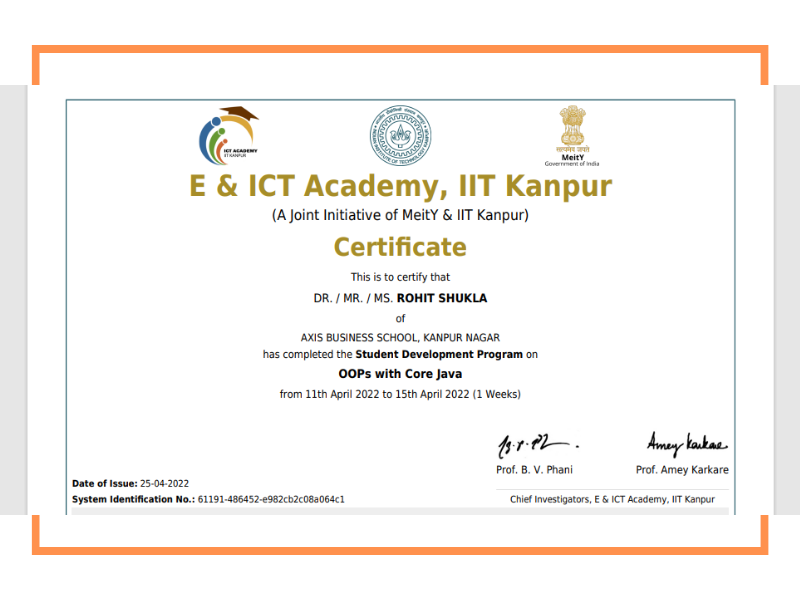 ICT ACADEMY
IIT KANPUR
सत्यमेव जयते
MeitY
Government of India
E & ICT Academy, IIT Kanpur
(A Joint Initiative of MeitY & IIT Kanpur)
Certificate
This is to certify that
DR. / MR. / MS. ROHIT SHUKLA
of
AXIS BUSINESS SCHOOL, KANPUR NAGAR
has completed the Student Development Program on
OOPs with Core Java
from 11th April 2022 to 15th April 2022 (1 Weeks)
Amey Karkare
Prof. B. V. Phani
Prof. Amey Karkare
Date of Issue: 25-04-2022
System Identification No.: 61191-486452-e982cb2c08a064c1
Chief Investigators, E & ICT Academy, IIT Kanpur